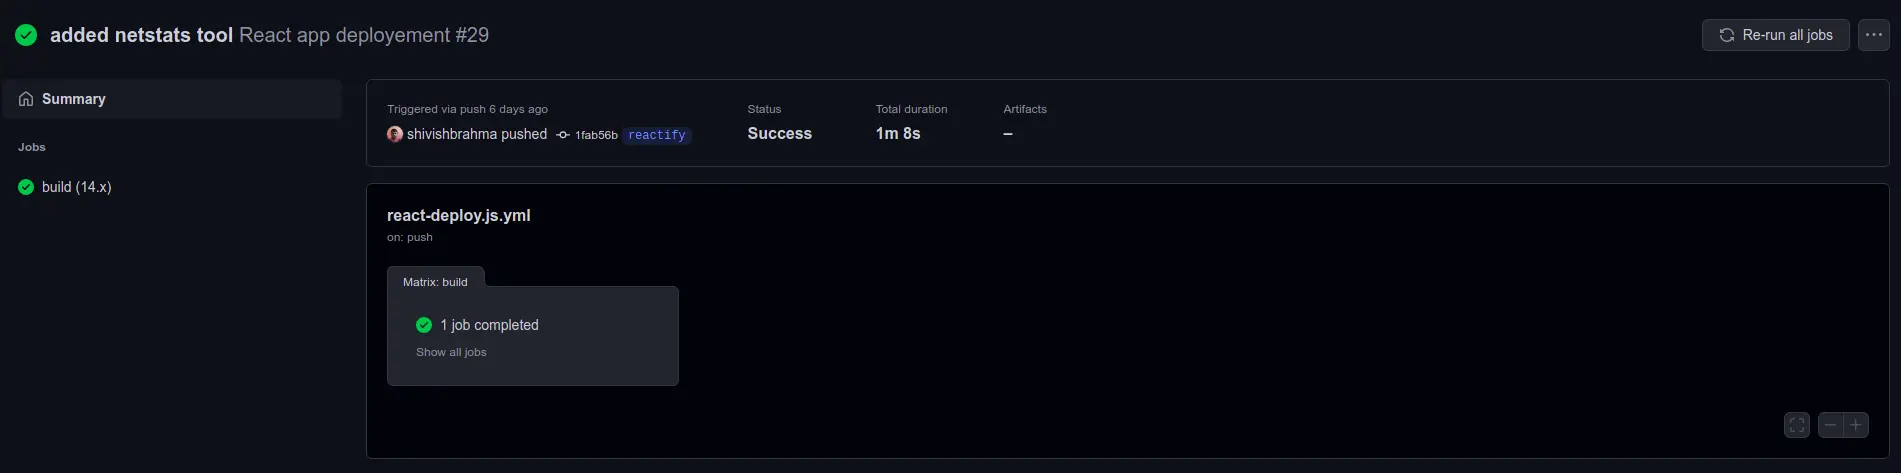 added netstats tool React app deployement #29
Re-run all jobs
Summary
Jobs
build (14.x)
Triggered via push 6 days ago
shivishbrahma pushed 1fab56b reactify
Status
Success
Total duration
1m 8s
Artifacts
–
react-deploy.js.yml
on: push
Matrix: build
1 job completed
Show all jobs